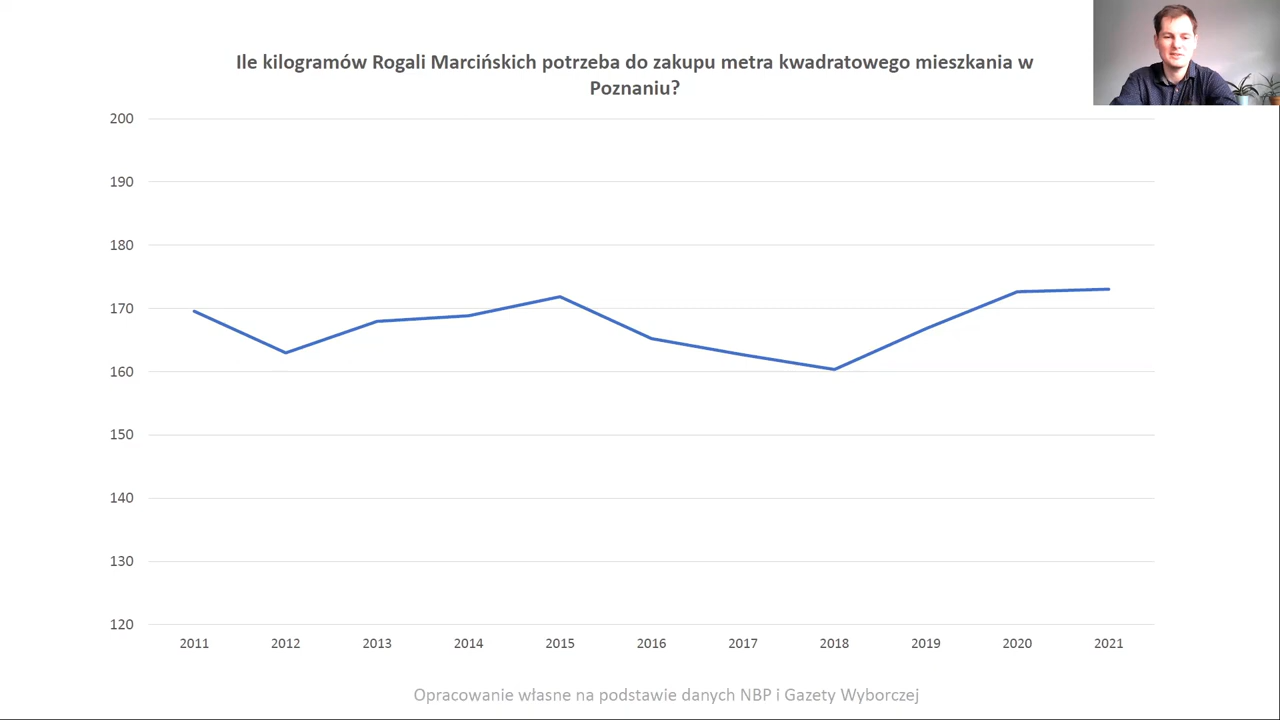 Ile kilogramów Rogali Marcińskich potrzeba do zakupu metra kwadratowego mieszkania w
Poznaniu?
200
190
180
170
160
150
140
130
120
2011 2012 2013 2014 2015 2016 2017 2018 2019 2020 2021
Opracowanie własne na podstawie danych NBP i Gazety Wyborczej